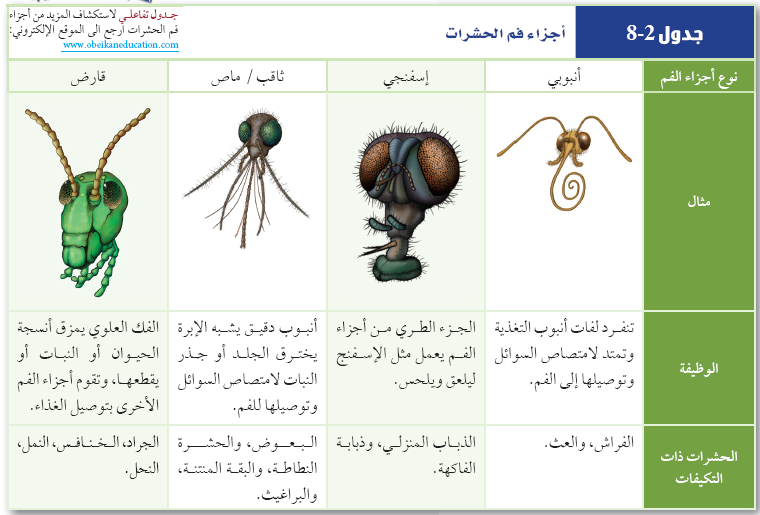 جدول 2-8
أجزاء فم الحشرات
جدول تفاعلي لاستكشاف المزيد من أجزاء
فم الحشرات ارجع الى الموقع الإلكتروني:
www.obeikaneducation.com
نوع أجزاء الفم
أنبوبي
إسفنجي
ثاقب / ماص
قارض
مثال
الوظيفة
تنفرد لفات أنبوب التغذية
وتمتد لامتصاص السوائل
وتوصيلها إلى الفم.
الجزء الطري من أجزاء
الفم يعمل مثل الإسفنج
ليلعق ويلحس.
أنبوب دقيق يشبه الإبرة
يخترق الجلد أو جذر
النبات لامتصاص السوائل
وتوصيلها للفم.
الفك العلوي يمزق أنسجة
الحيوان أو النبات أو
يقطعها، وتقوم أجزاء الفم
الأخرى بتوصيل الغذاء.
الحشرات ذات
التكيفات
الفراش، والعث.
الذباب المنزلي، وذبابة
الفاكهة.
البعوض، والحشرة
النطاطة، والبقة المنتنة،
والبراغيث.
الجراد، الخنافس، النمل،
النحل.